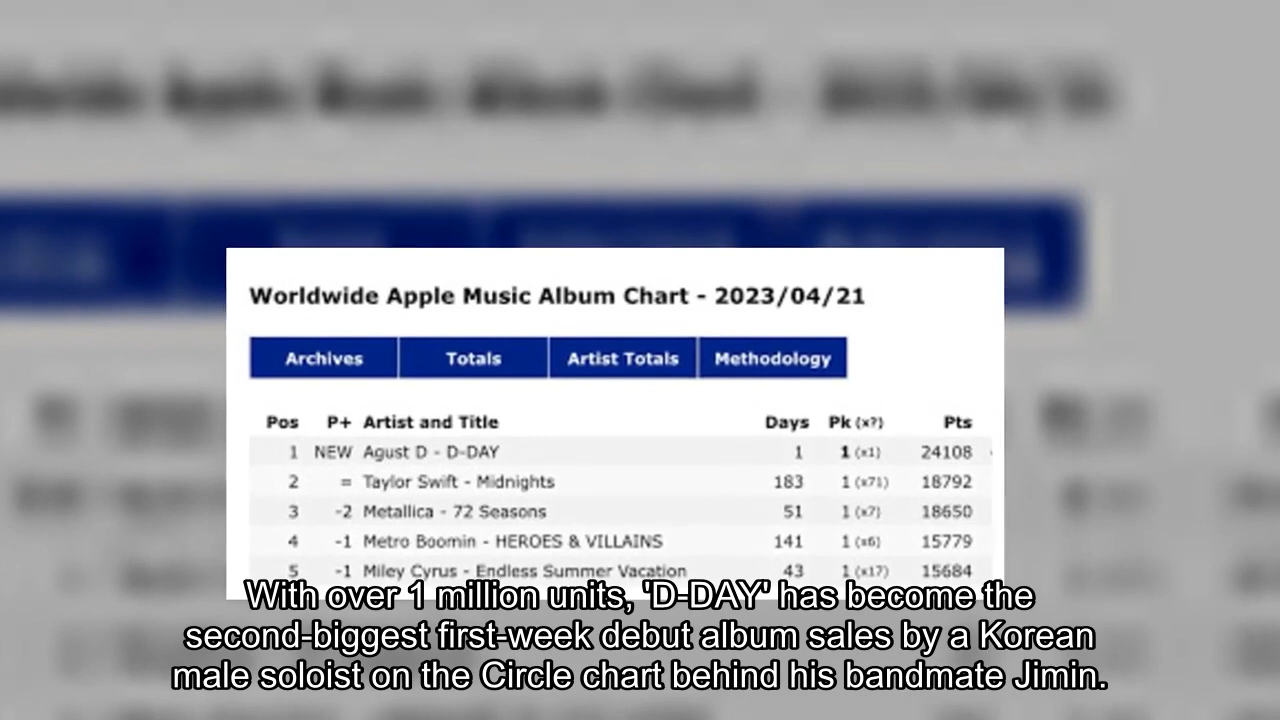 Worldwide Apple Music Album Chart - 2023/04/21
Archives Totals Artist Totals Methodology
Pos P+ Artist and Title Days Pk (x?) Pts
1 NEW Agust D - D-DAY 1 1 (x1) 24108
2 = Taylor Swift - Midnights 183 1 (x71) 18792
3 -2 Metallica - 72 Seasons 51 1 (x7) 18650
4 -1 Metro Boomin - HEROES & VILLAINS 141 1 (x6) 15779
5 -1 Miley Cyrus - Endless Summer Vacation 43 1 (x17) 15684
With over 1 million units, 'D-DAY' has become the
second-biggest first-week debut album sales by a Korean
male soloist on the Circle chart behind his bandmate Jimin.